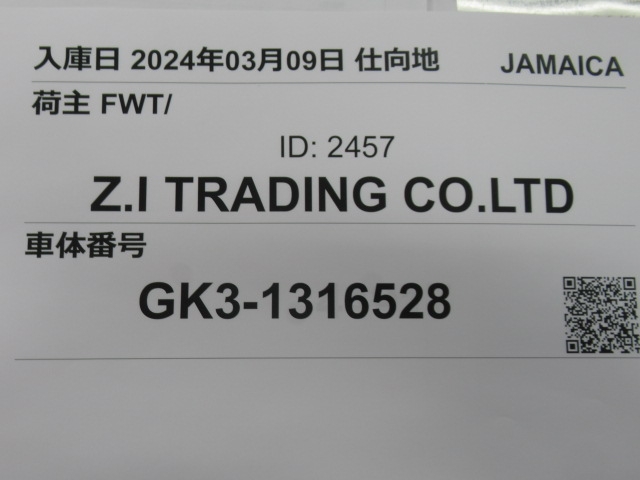 入庫日 2024年03月09日 仕向地 JAMAICA
荷主 FWT/
ID: 2457
Z.I TRADING CO.LTD
車体番号
GK3-1316528